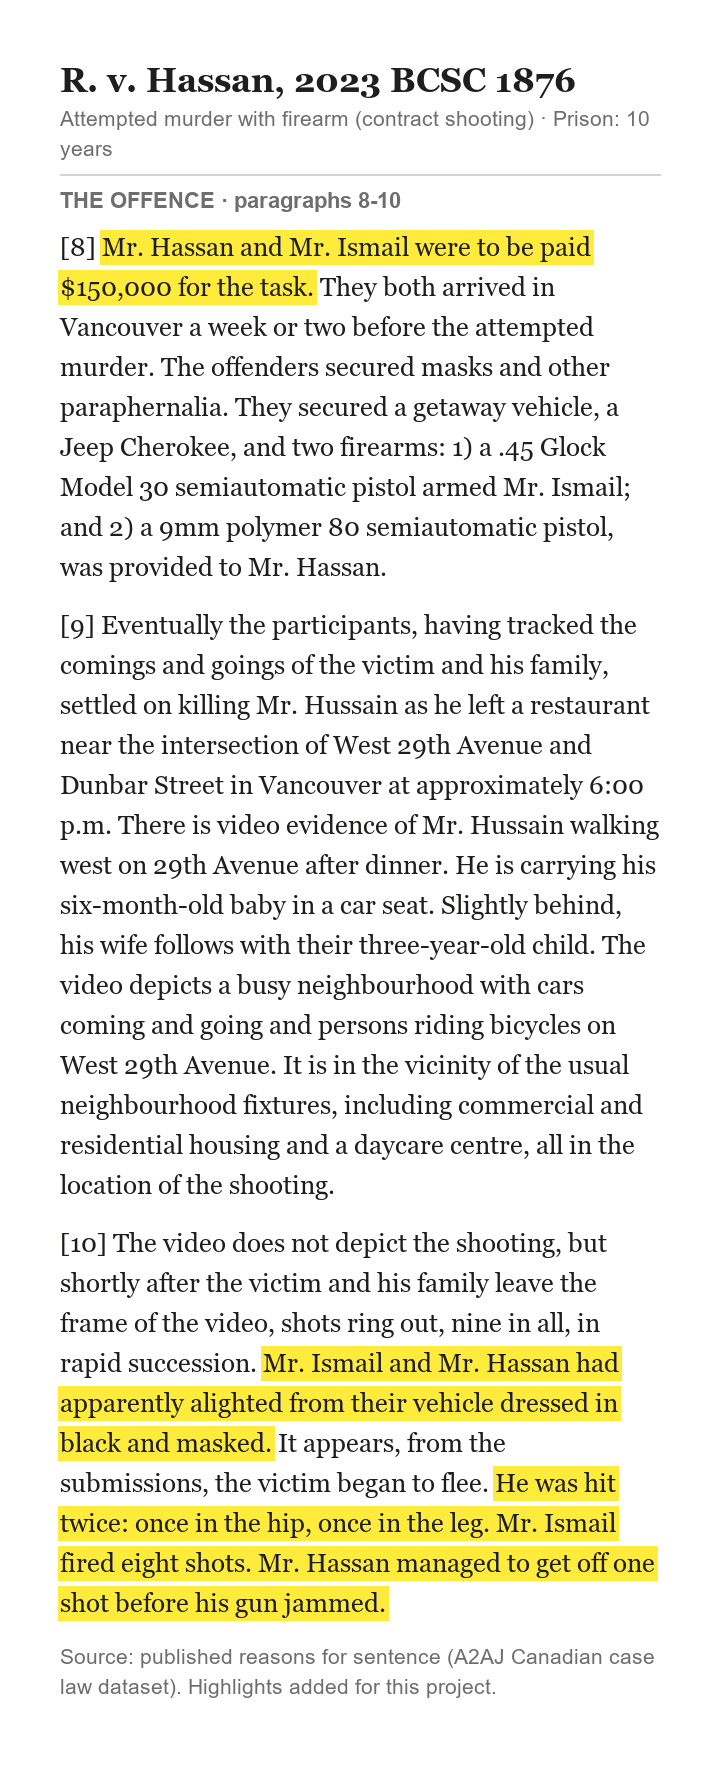 R. v. Hassan, 2023 BCSC 1876
Attempted murder with firearm (contract shooting) · Prison: 10
years
THE OFFENCE · paragraphs 8-10
[8] Mr. Hassan and Mr. Ismail were to be paid
$150,000 for the task. They both arrived in
Vancouver a week or two before the attempted
murder. The offenders secured masks and other
paraphernalia. They secured a getaway vehicle, a
Jeep Cherokee, and two firearms: 1) a .45 Glock
Model 30 semiautomatic pistol armed Mr. Ismail;
and 2) a 9mm polymer 80 semiautomatic pistol,
was provided to Mr. Hassan.
[9] Eventually the participants, having tracked the
comings and goings of the victim and his family,
settled on killing Mr. Hussain as he left a restaurant
near the intersection of West 29th Avenue and
Dunbar Street in Vancouver at approximately 6:00
p.m. There is video evidence of Mr. Hussain walking
west on 29th Avenue after dinner. He is carrying his
six-month-old baby in a car seat. Slightly behind,
his wife follows with their three-year-old child. The
video depicts a busy neighbourhood with cars
coming and going and persons riding bicycles on
West 29th Avenue. It is in the vicinity of the usual
neighbourhood fixtures, including commercial and
residential housing and a daycare centre, all in the
location of the shooting.
[10] The video does not depict the shooting, but
shortly after the victim and his family leave the
frame of the video, shots ring out, nine in all, in
rapid succession. Mr. Ismail and Mr. Hassan had
apparently alighted from their vehicle dressed in
black and masked. It appears, from the
submissions, the victim began to flee. He was hit
twice: once in the hip, once in the leg. Mr. Ismail
fired eight shots. Mr. Hassan managed to get off one
shot before his gun jammed.
Source: published reasons for sentence (A2AJ Canadian case
law dataset). Highlights added for this project.